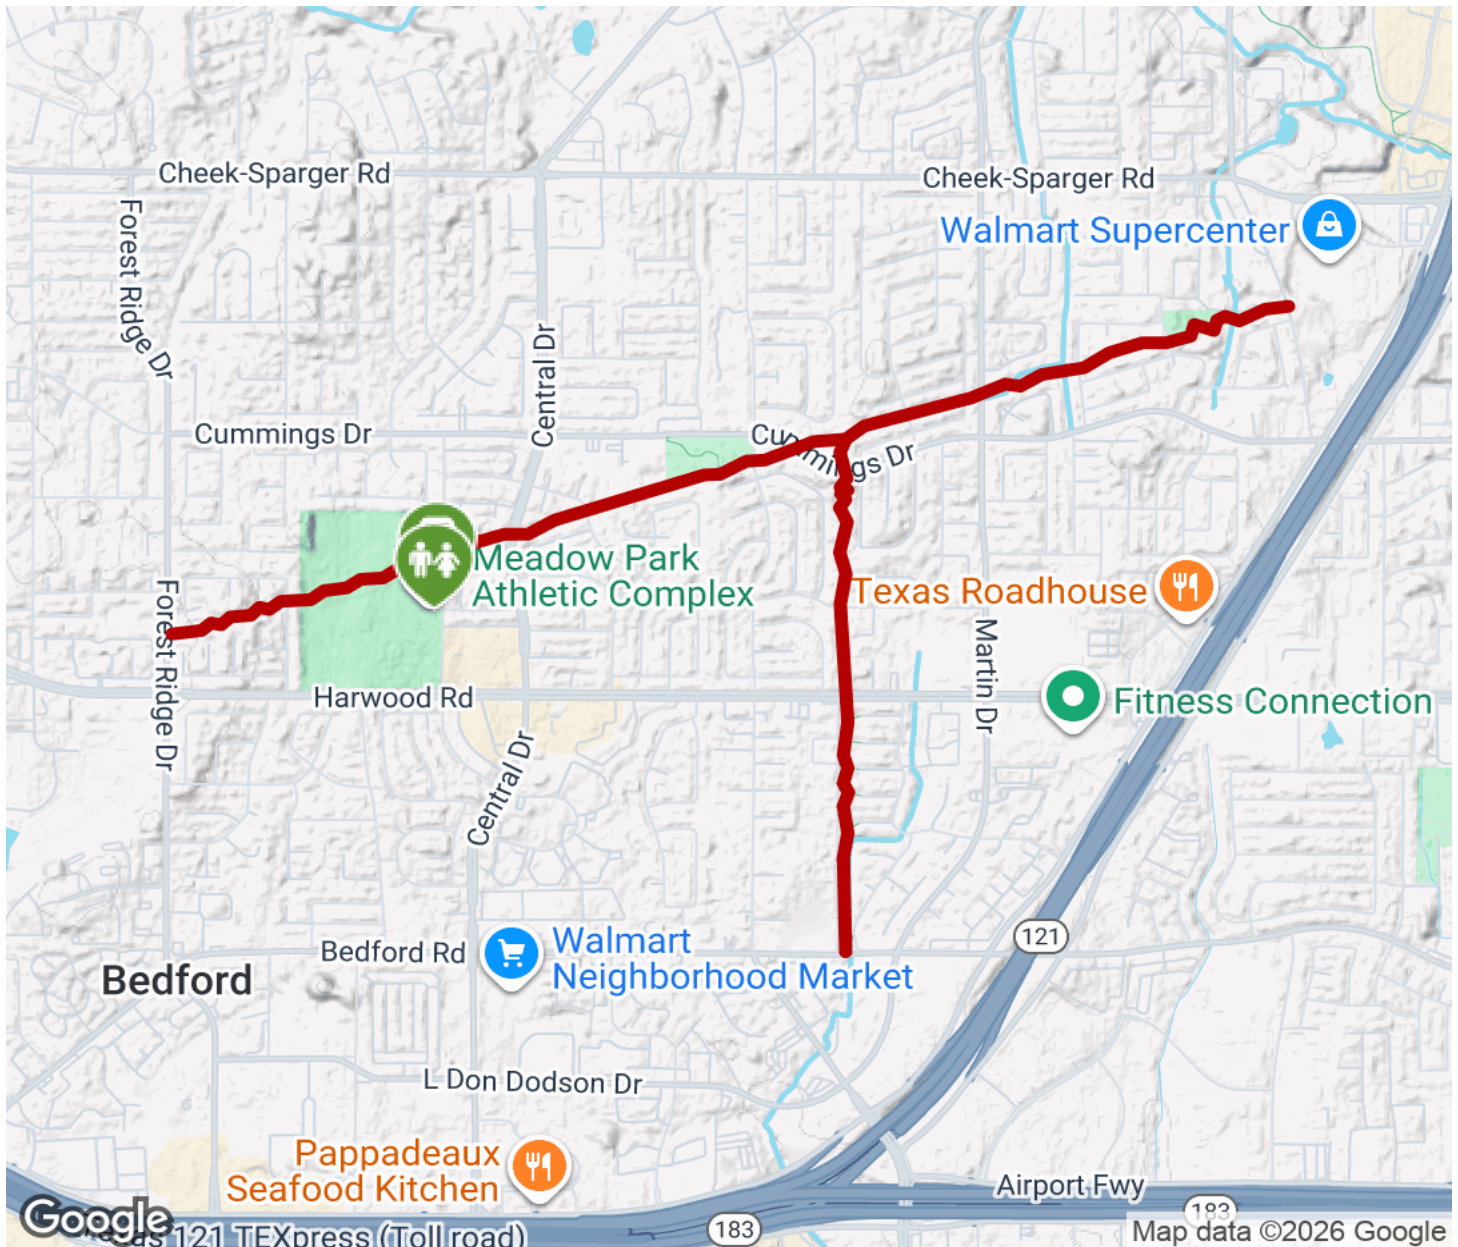 Cheek-Sparger Rd
Cheek-Sparger Rd
Forest Ridge Dr
Walmart Supercenter
Central Dr
Cummings Dr
Cummings Dr
Meadow Park
Athletic Complex
Texas Roadhouse
Forest Ridge Dr
Martin Dr
Harwood Rd
Fitness Connection
Central Dr
121
Bedford Rd
Walmart
Neighborhood Market
Bedford
L Don Dodson Dr
Pappadeaux
Seafood Kitchen
Airport Fwy
183
183
Google
121 TEXpress (Toll road)
Map data ©2026 Google